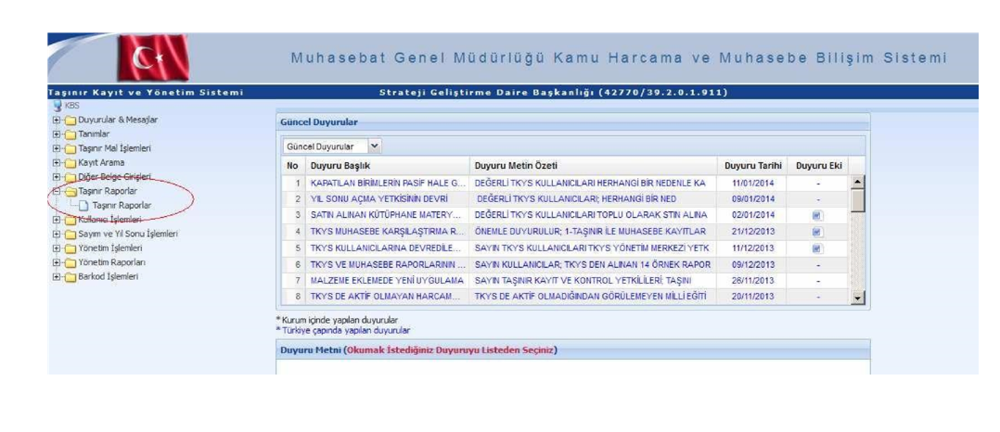 Muhasebat Genel Müdürlüğü Kamu Harcama ve Muhasebe Bilişim Sistemi
Taşınır Kayıt ve Yönetim Sistemi
Strateji Geliştirme Daire Başkanlığı (42770/39.2.0.1.911)
KBS
Duyurular & Mesajlar
Tanımlar
Taşınır Mal İşlemleri
Kayıt Arama
Diğer Belge Girişleri
Taşınır Raporlar
Taşınır Raporlar
Kullanıcı İşlemleri
Sayım ve Yıl Sonu İşlemleri
Yönetim İşlemleri
Yönetim Raporları
Barkod İşlemleri
Güncel Duyurular
Güncel Duyurular
No Duyuru Başlık Duyuru Metin Özeti Duyuru Tarihi Duyuru Eki
1 KAPATILAN BİRİMLERİN PASİF HALE G... DEĞERLİ TKYS KULLANICILARI HERHANGİ BİR NEDENLE KA 11/01/2014 -
2 YIL SONU AÇMA YETKİSİNİN DEVRİ DEĞERLİ TKYS KULLANICILARI; HERHANGİ BİR NED 09/01/2014 -
3 SATIN ALINAN KÜTÜPHANE MATERY... DEĞERLİ TKYS KULLANICILARI TOPLU OLARAK STIN ALINA 02/01/2014
4 TKYS MUHASEBE KARŞILAŞTIRMA R... ÖNEMLE DUYURULUR; 1-TAŞINIR İLE MUHASEBE KAYITLAR 21/12/2013
5 TKYS KULLANICILARINA DEVREDİLE... SAYIN TKYS KULLANICILARI TKYS YÖNETİM MERKEZİ YETK 11/12/2013
6 TKYS VE MUHASEBE RAPORLARININ ... SAYIN KULLANICILAR; TKYS DEN ALINAN 14 ÖRNEK RAPOR 09/12/2013 -
7 MALZEME EKLEMEDE YENİ UYGULAMA SAYIN TAŞINIR KAYIT VE KONTROL YETKİLİLERİ; TAŞINI 26/11/2013 -
8 TKYS DE AKTİF OLMAYAN HARCAM... TKYS DE AKTİF OLMADIĞINDAN GÖRÜLEMEYEN MİLLİ EĞİTİ 20/11/2013 -
* Kurum içinde yapılan duyurular
* Türkiye çapında yapılan duyurular
Duyuru Metni (Okumak İstediğiniz Duyuruyu Listeden Seçiniz)